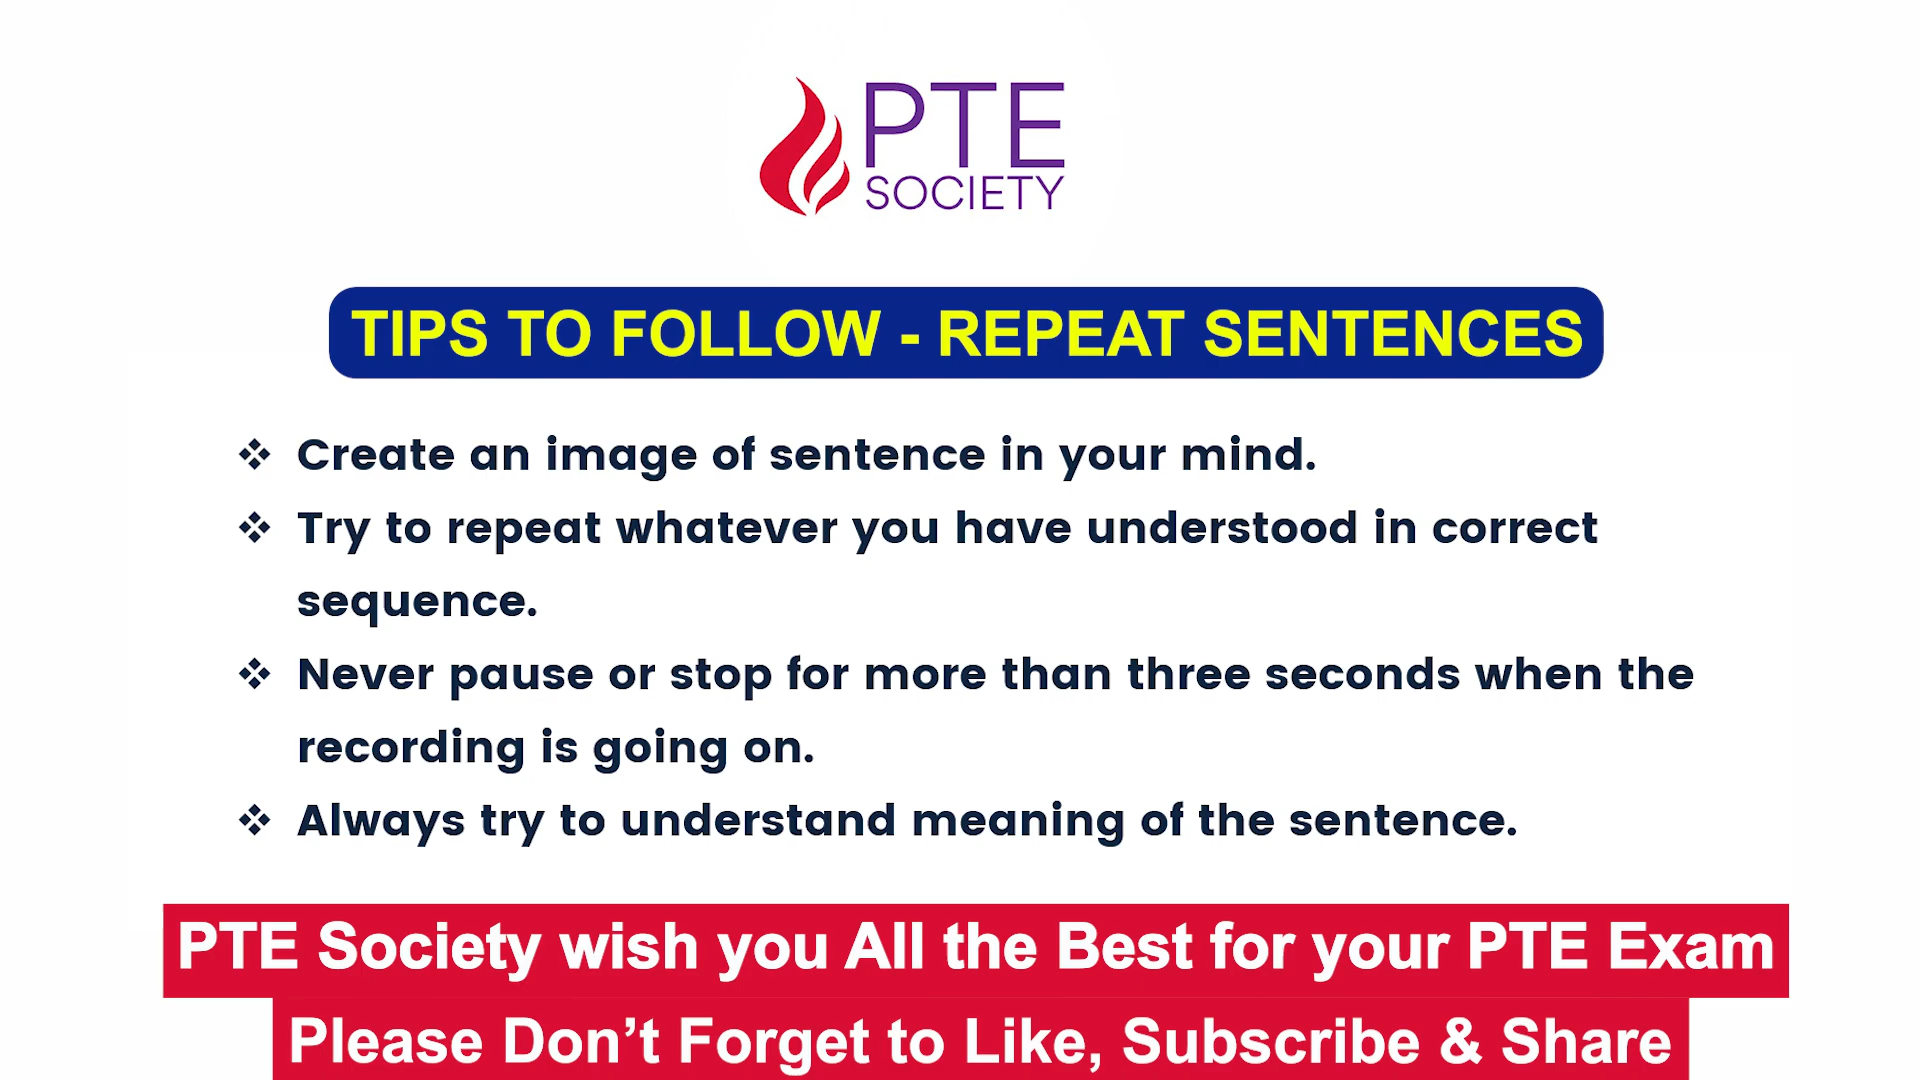 PTE
SOCIETY
TIPS TO FOLLOW - REPEAT SENTENCES
❖ Create an image of sentence in your mind.
❖ Try to repeat whatever you have understood in correct
sequence.
❖ Never pause or stop for more than three seconds when the
recording is going on.
❖ Always try to understand meaning of the sentence.
PTE Society wish you All the Best for your PTE Exam
Please Don’t Forget to Like, Subscribe & Share